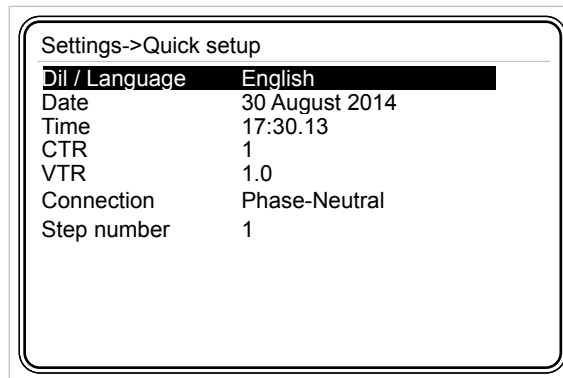 Settings->Quick setup
Dil / Language English
Date 30 August 2014
Time 17:30.13
CTR 1
VTR 1.0
Connection Phase-Neutral
Step number 1